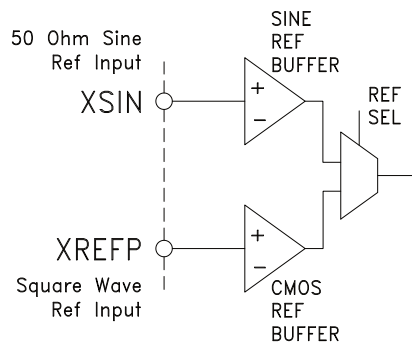 50 Ohm Sine
Ref Input
XSIN
SINE
REF
BUFFER
+
−
REF
SEL
XREFP
Square Wave
Ref Input
+
−
CMOS
REF
BUFFER